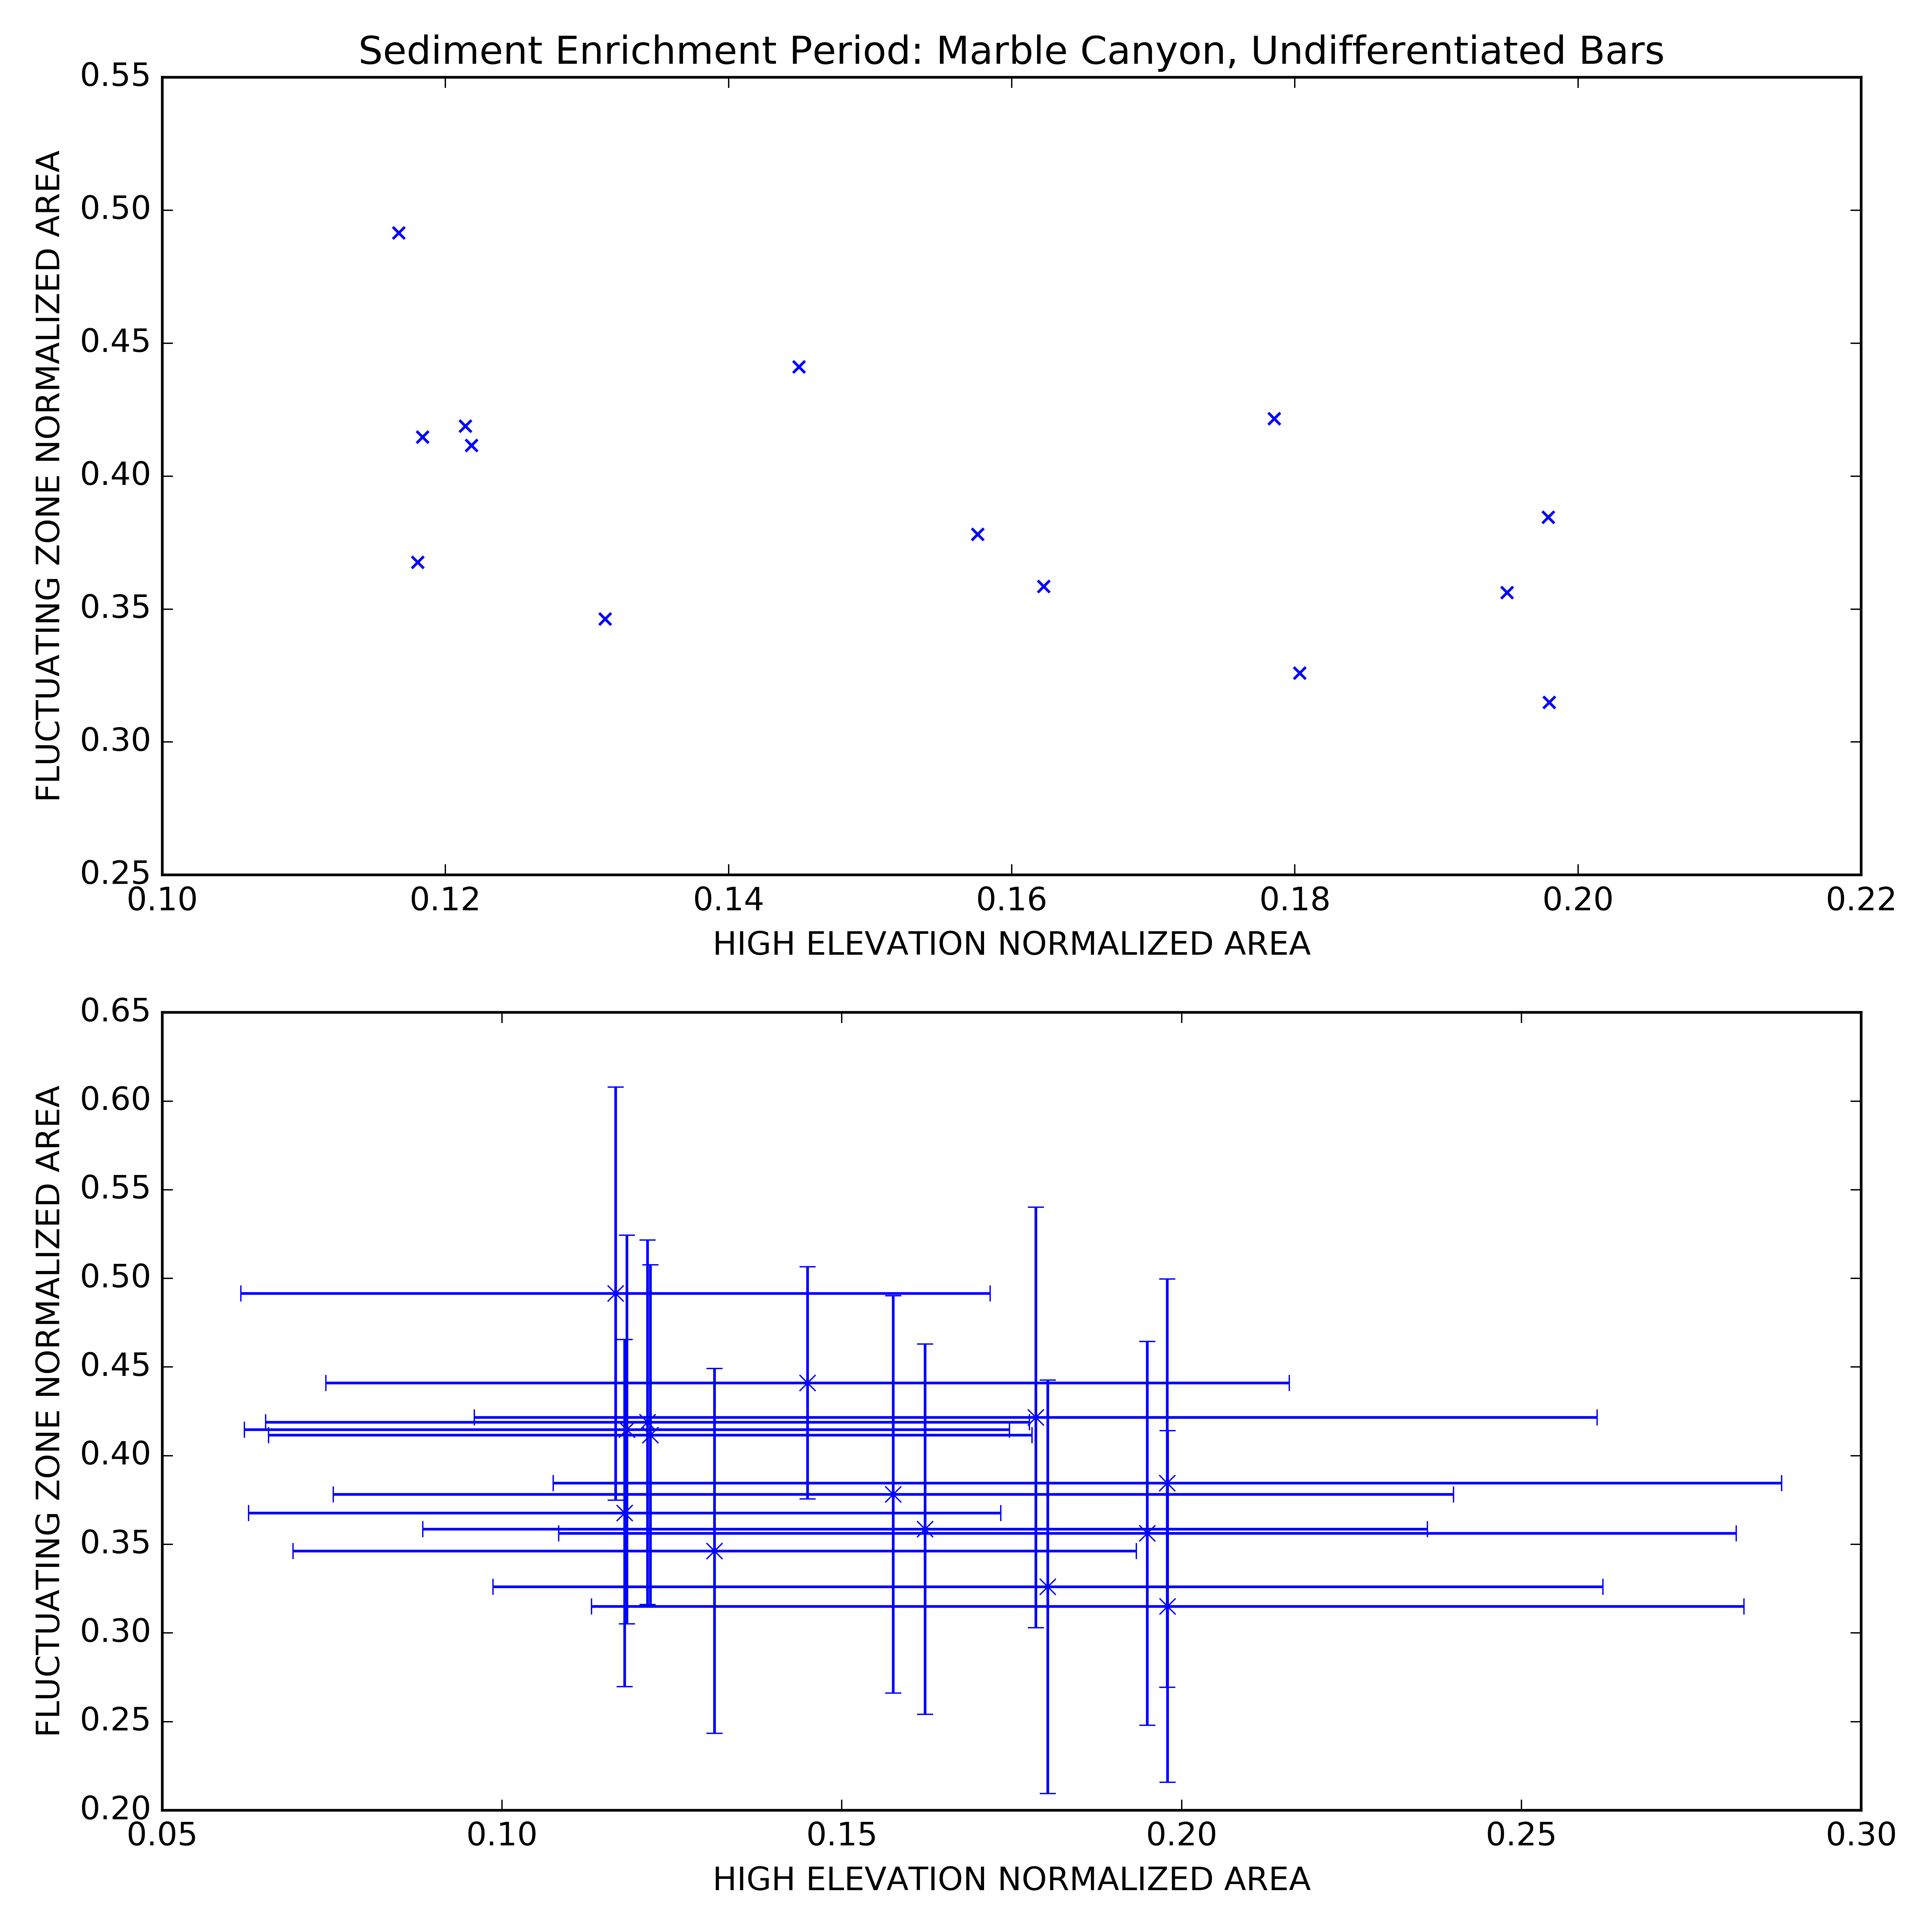 Sediment Enrichment Period: Marble Canyon, Undifferentiated Bars
FLUCTUATING ZONE NORMALIZED AREA
0.55
0.50
0.45
0.40
0.35
0.30
0.25
0.10 0.12 0.14 0.16 0.18 0.20 0.22
HIGH ELEVATION NORMALIZED AREA
FLUCTUATING ZONE NORMALIZED AREA
0.65
0.60
0.55
0.50
0.45
0.40
0.35
0.30
0.25
0.20
0.05 0.10 0.15 0.20 0.25 0.30
HIGH ELEVATION NORMALIZED AREA